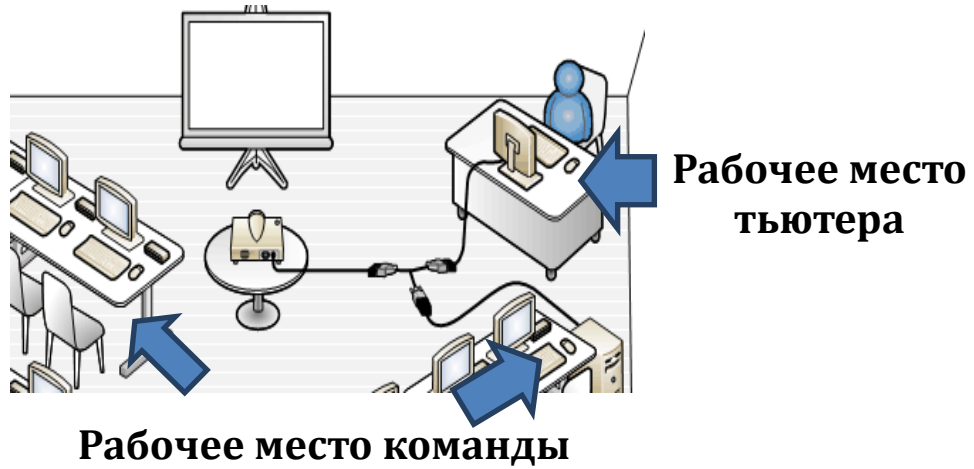 Рабочее место
тьютера
Рабочее место команды